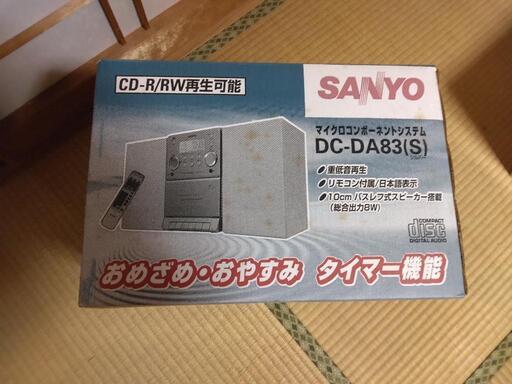 CD-R/RW再生可能
SANYO
マイクロコンポーネントシステム
DC-DA83(S)
●重低音再生
●リモコン付属/日本語表示
●10cm バスレフ式スピーカー搭載
(総合出力8W)
COMPACT
disc
DIGITAL AUDIO
おめざめ・おやすみ タイマー機能